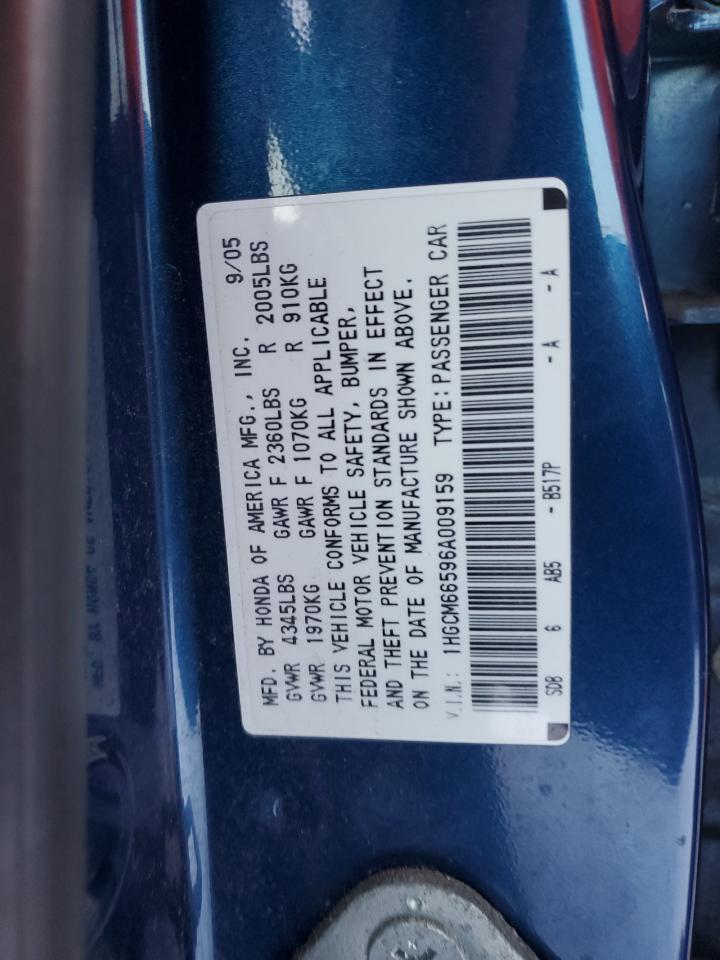 MFD. BY HONDA OF AMERICA MFG., INC. 9/05
GVWR 4345LBS GAWR F 2360LBS R 2005LBS
GVWR 1970KG GAWR F 1070KG R 910KG
THIS VEHICLE CONFORMS TO ALL APPLICABLE
FEDERAL MOTOR VEHICLE SAFETY, BUMPER,
AND THEFT PREVENTION STANDARDS IN EFFECT
ON THE DATE OF MANUFACTURE SHOWN ABOVE.
V.I.N.: 1HGCM66596A009159 TYPE: PASSENGER CAR
SDB 6 AB5 - B517P - A - A